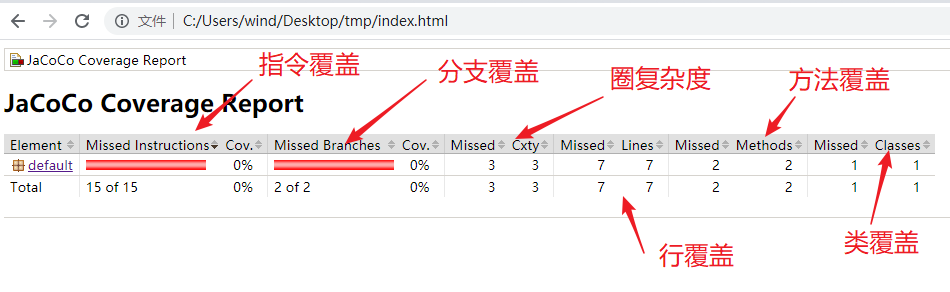 文件 C:/Users/wind/Desktop/tmp/index.html
JaCoCo Coverage Report
指令覆盖 分支覆盖 圈复杂度 方法覆盖
JaCoCo Coverage Report
Element Missed Instructions Cov. Missed Branches Cov. Missed Cxty Missed Lines Missed Methods Missed Classes
default 0% 0% 3 3 7 7 2 2 1 1
Total 15 of 15 0% 2 of 2 0% 3 3 7 7 2 2 1 1
行覆盖 类覆盖